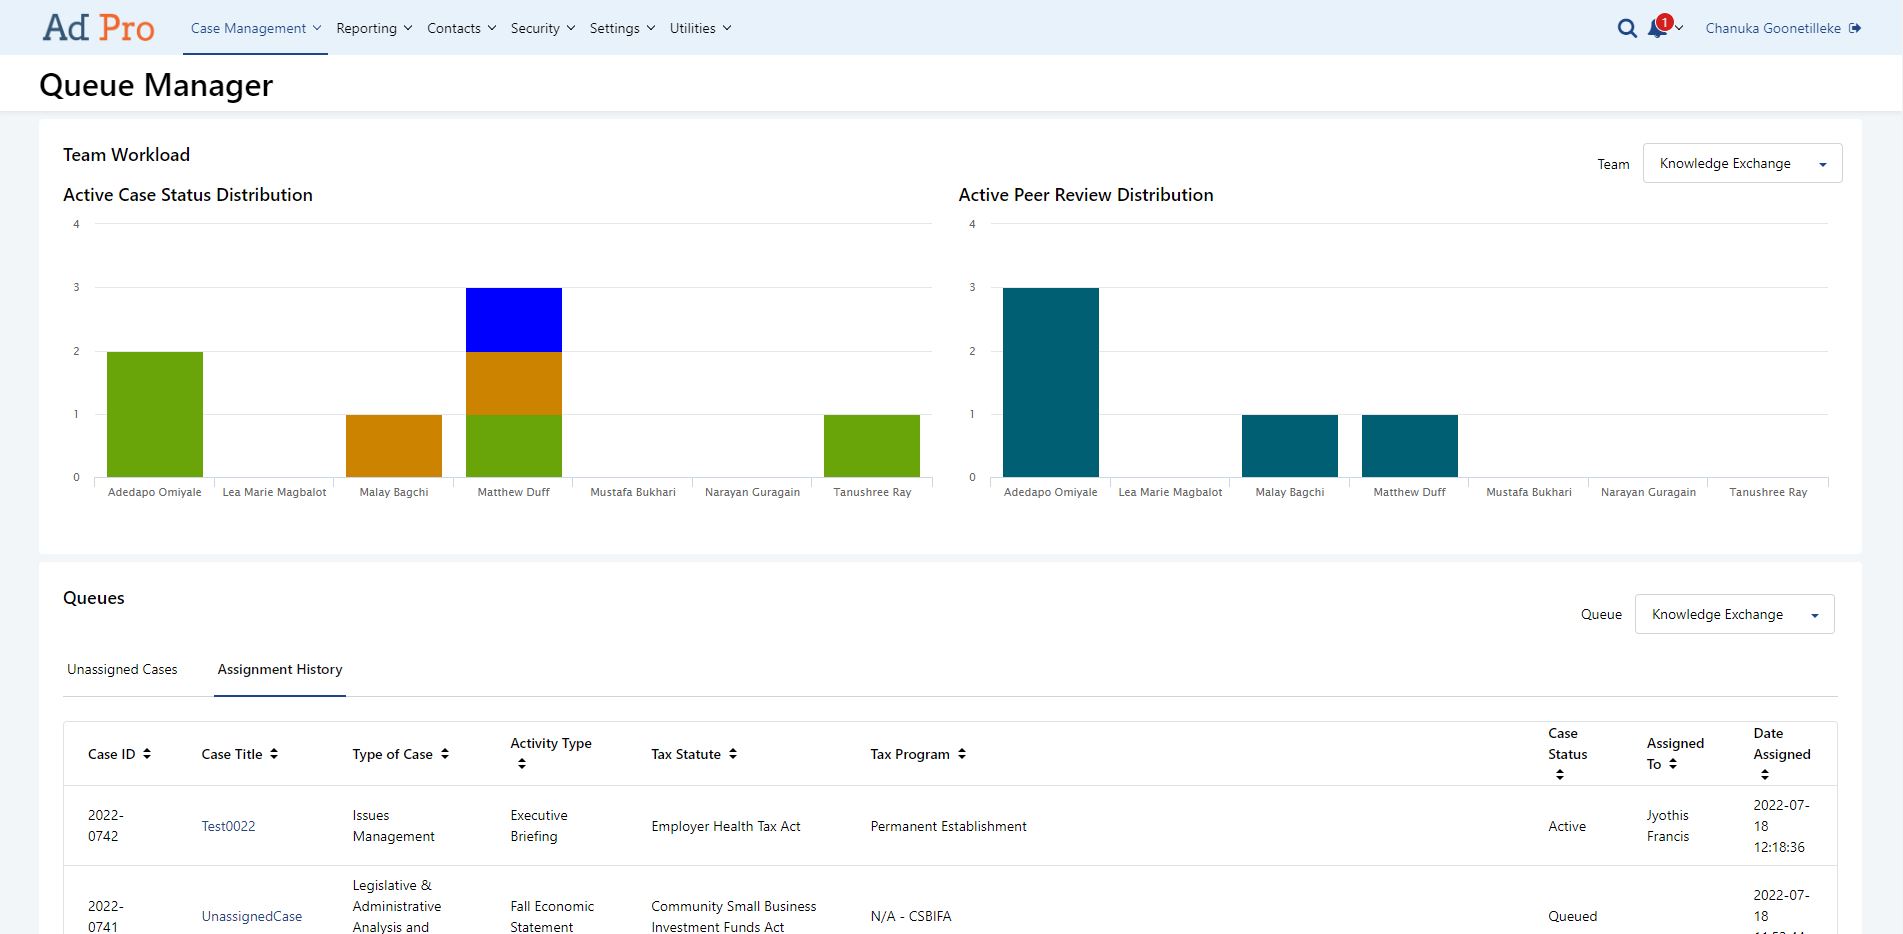 Ad Pro
Case Management Reporting Contacts Security Settings Utilities
1
Chanuka Goonetilleke
Queue Manager
Team Workload
Team Knowledge Exchange
Active Case Status Distribution
4
3
2
1
0
Adedapo Omiyale Lea Marie Magbalot Malay Bagchi Matthew Duff Mustafa Bukhari Narayan Guragain Tanushree Ray
Active Peer Review Distribution
4
3
2
1
0
Adedapo Omiyale Lea Marie Magbalot Malay Bagchi Matthew Duff Mustafa Bukhari Narayan Guragain Tanushree Ray
Queues
Queue Knowledge Exchange
Unassigned Cases Assignment History
Case ID
Case Title
Type of Case
Activity Type
Tax Statute
Tax Program
Case
Status
Assigned
To
Date
Assigned
2022-
0742
Test0022
Issues
Management
Executive
Briefing
Employer Health Tax Act
Permanent Establishment
Active
Jyothis
Francis
2022-07-
18
12:18:36
2022-
0741
UnassignedCase
Legislative &
Administrative
Analysis and
Fall Economic
Statement
Community Small Business
Investment Funds Act
N/A - CSBIFA
Queued
2022-07-
18